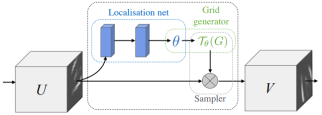 Localisation net
Grid
generator
θ
𝒯θ(G)
U
V
Sampler